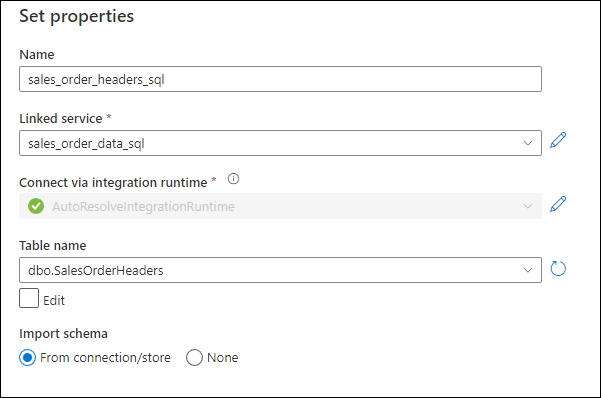 Set properties
Name
sales_order_headers_sql
Linked service *
sales_order_data_sql
Connect via integration runtime *
AutoResolveIntegrationRuntime
Table name
dbo.SalesOrderHeaders
Edit
Import schema
From connection/store None